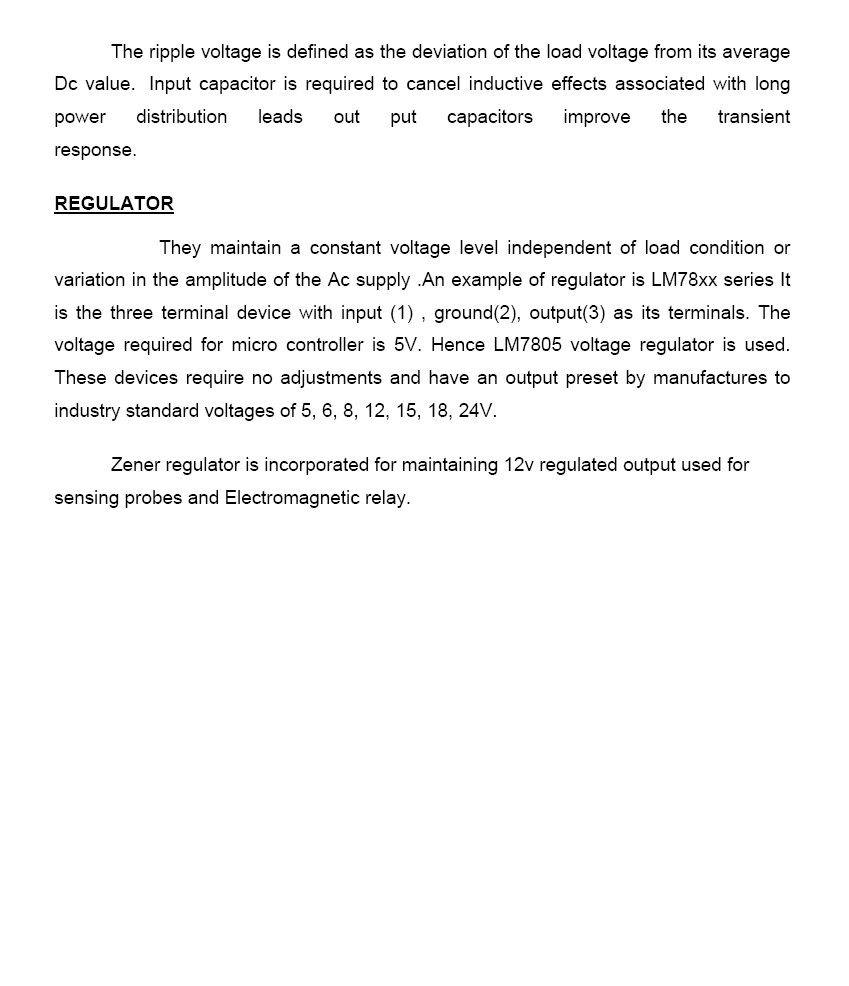 The ripple voltage is defined as the deviation of the load voltage from its average
Dc value. Input capacitor is required to cancel inductive effects associated with long
power distribution leads out put capacitors improve the transient
response.
REGULATOR
They maintain a constant voltage level independent of load condition or
variation in the amplitude of the Ac supply .An example of regulator is LM78xx series It
is the three terminal device with input (1) , ground(2), output(3) as its terminals. The
voltage required for micro controller is 5V. Hence LM7805 voltage regulator is used.
These devices require no adjustments and have an output preset by manufactures to
industry standard voltages of 5, 6, 8, 12, 15, 18, 24V.
Zener regulator is incorporated for maintaining 12v regulated output used for
sensing probes and Electromagnetic relay.